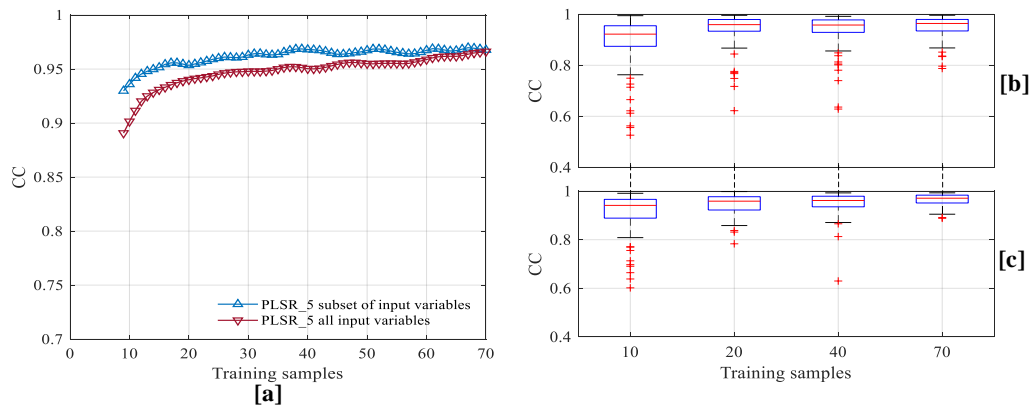 1
0.95
0.9
0.85
0.8
0.75
0.7
CC
0 10 20 30 40 50 60 70
Training samples
PLSR_5 subset of input variables
PLSR_5 all input variables
[a]
1
0.8
0.6
0.4
CC
[b]
1
0.8
0.6
0.4
CC
[c]
10 20 40 70
Training samples